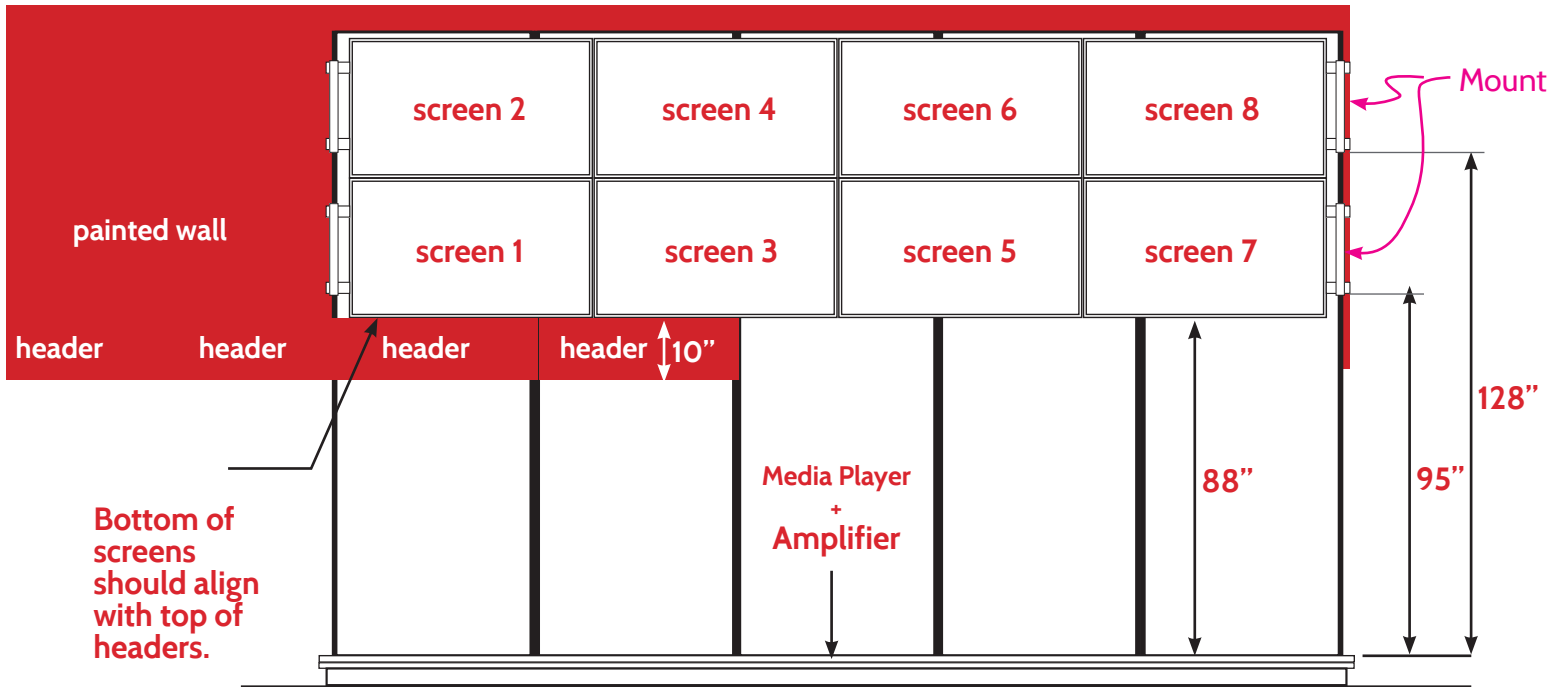 screen 2
screen 4
screen 6
screen 8
Mount
painted wall
screen 1
screen 3
screen 5
screen 7
header
header
header
header
10”
128”
88”
95”
Media Player
+
Amplifier
Bottom of
screens
should align
with top of
headers.